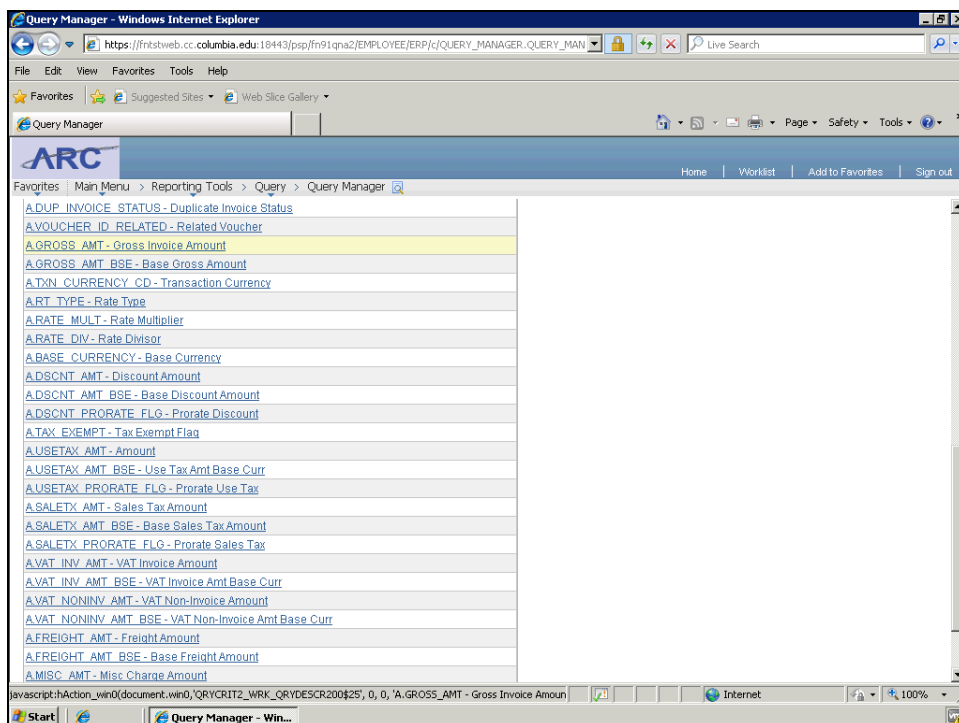 Query Manager - Windows Internet Explorer
https://fntstweb.cc.columbia.edu:18443/psp/fn91qna2/EMPLOYEE/ERP/c/QUERY_MANAGER.QUERY_MAN
Live Search
File Edit View Favorites Tools Help
Favorites Suggested Sites Web Slice Gallery
Query Manager
Page Safety Tools
ARC
Home | Worklist | Add to Favorites | Sign out
Favorites Main Menu > Reporting Tools > Query > Query Manager
A.DUP_INVOICE_STATUS - Duplicate Invoice Status
A.VOUCHER_ID_RELATED - Related Voucher
A.GROSS_AMT - Gross Invoice Amount
A.GROSS_AMT_BSE - Base Gross Amount
A.TXN_CURRENCY_CD - Transaction Currency
A.RT_TYPE - Rate Type
A.RATE_MULT - Rate Multiplier
A.RATE_DIV - Rate Divisor
A.BASE_CURRENCY - Base Currency
A.DSCNT_AMT - Discount Amount
A.DSCNT_AMT_BSE - Base Discount Amount
A.DSCNT_PRORATE_FLG - Prorate Discount
A.TAX_EXEMPT - Tax Exempt Flag
A.USETAX_AMT - Amount
A.USETAX_AMT_BSE - Use Tax Amt Base Curr
A.USETAX_PRORATE_FLG - Prorate Use Tax
A.SALETX_AMT - Sales Tax Amount
A.SALETX_AMT_BSE - Base Sales Tax Amount
A.SALETX_PRORATE_FLG - Prorate Sales Tax
A.VAT_INV_AMT - VAT Invoice Amount
A.VAT_INV_AMT_BSE - VAT Invoice Amt Base Curr
A.VAT_NONINV_AMT - VAT Non-Invoice Amount
A.VAT_NONINV_AMT_BSE - VAT Non-Invoice Amt Base Curr
A.FREIGHT_AMT - Freight Amount
A.FREIGHT_AMT_BSE - Base Freight Amount
A.MISC_AMT - Misc Charge Amount
javascript:hAction_win0(document.win0,'QRYCRIT2_WRK_QRYDESCR200$25', 0, 0, 'A.GROSS_AMT - Gross Invoice Amoun
Internet
100%
Start
Query Manager - Win...